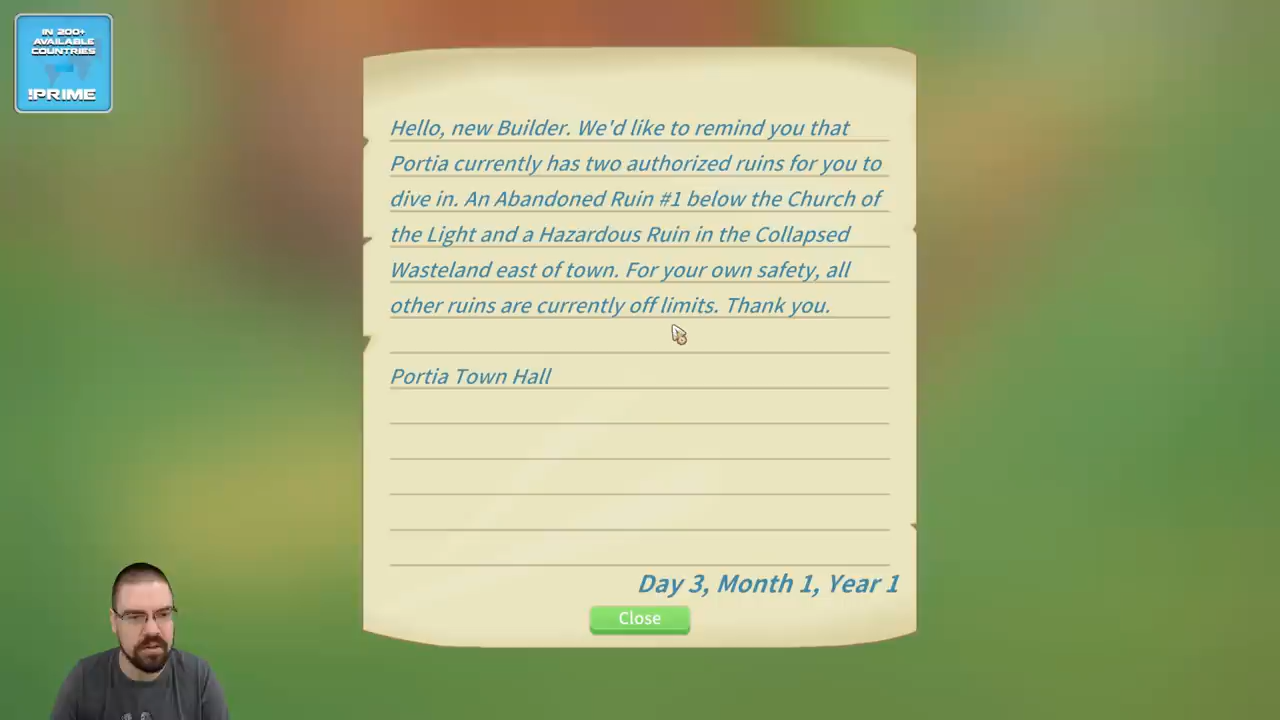 IN 200+
AVAILABLE
COUNTRIES
!PRIME
Hello, new Builder. We'd like to remind you that
Portia currently has two authorized ruins for you to
dive in. An Abandoned Ruin #1 below the Church of
the Light and a Hazardous Ruin in the Collapsed
Wasteland east of town. For your own safety, all
other ruins are currently off limits. Thank you.
Portia Town Hall
Day 3, Month 1, Year 1
Close